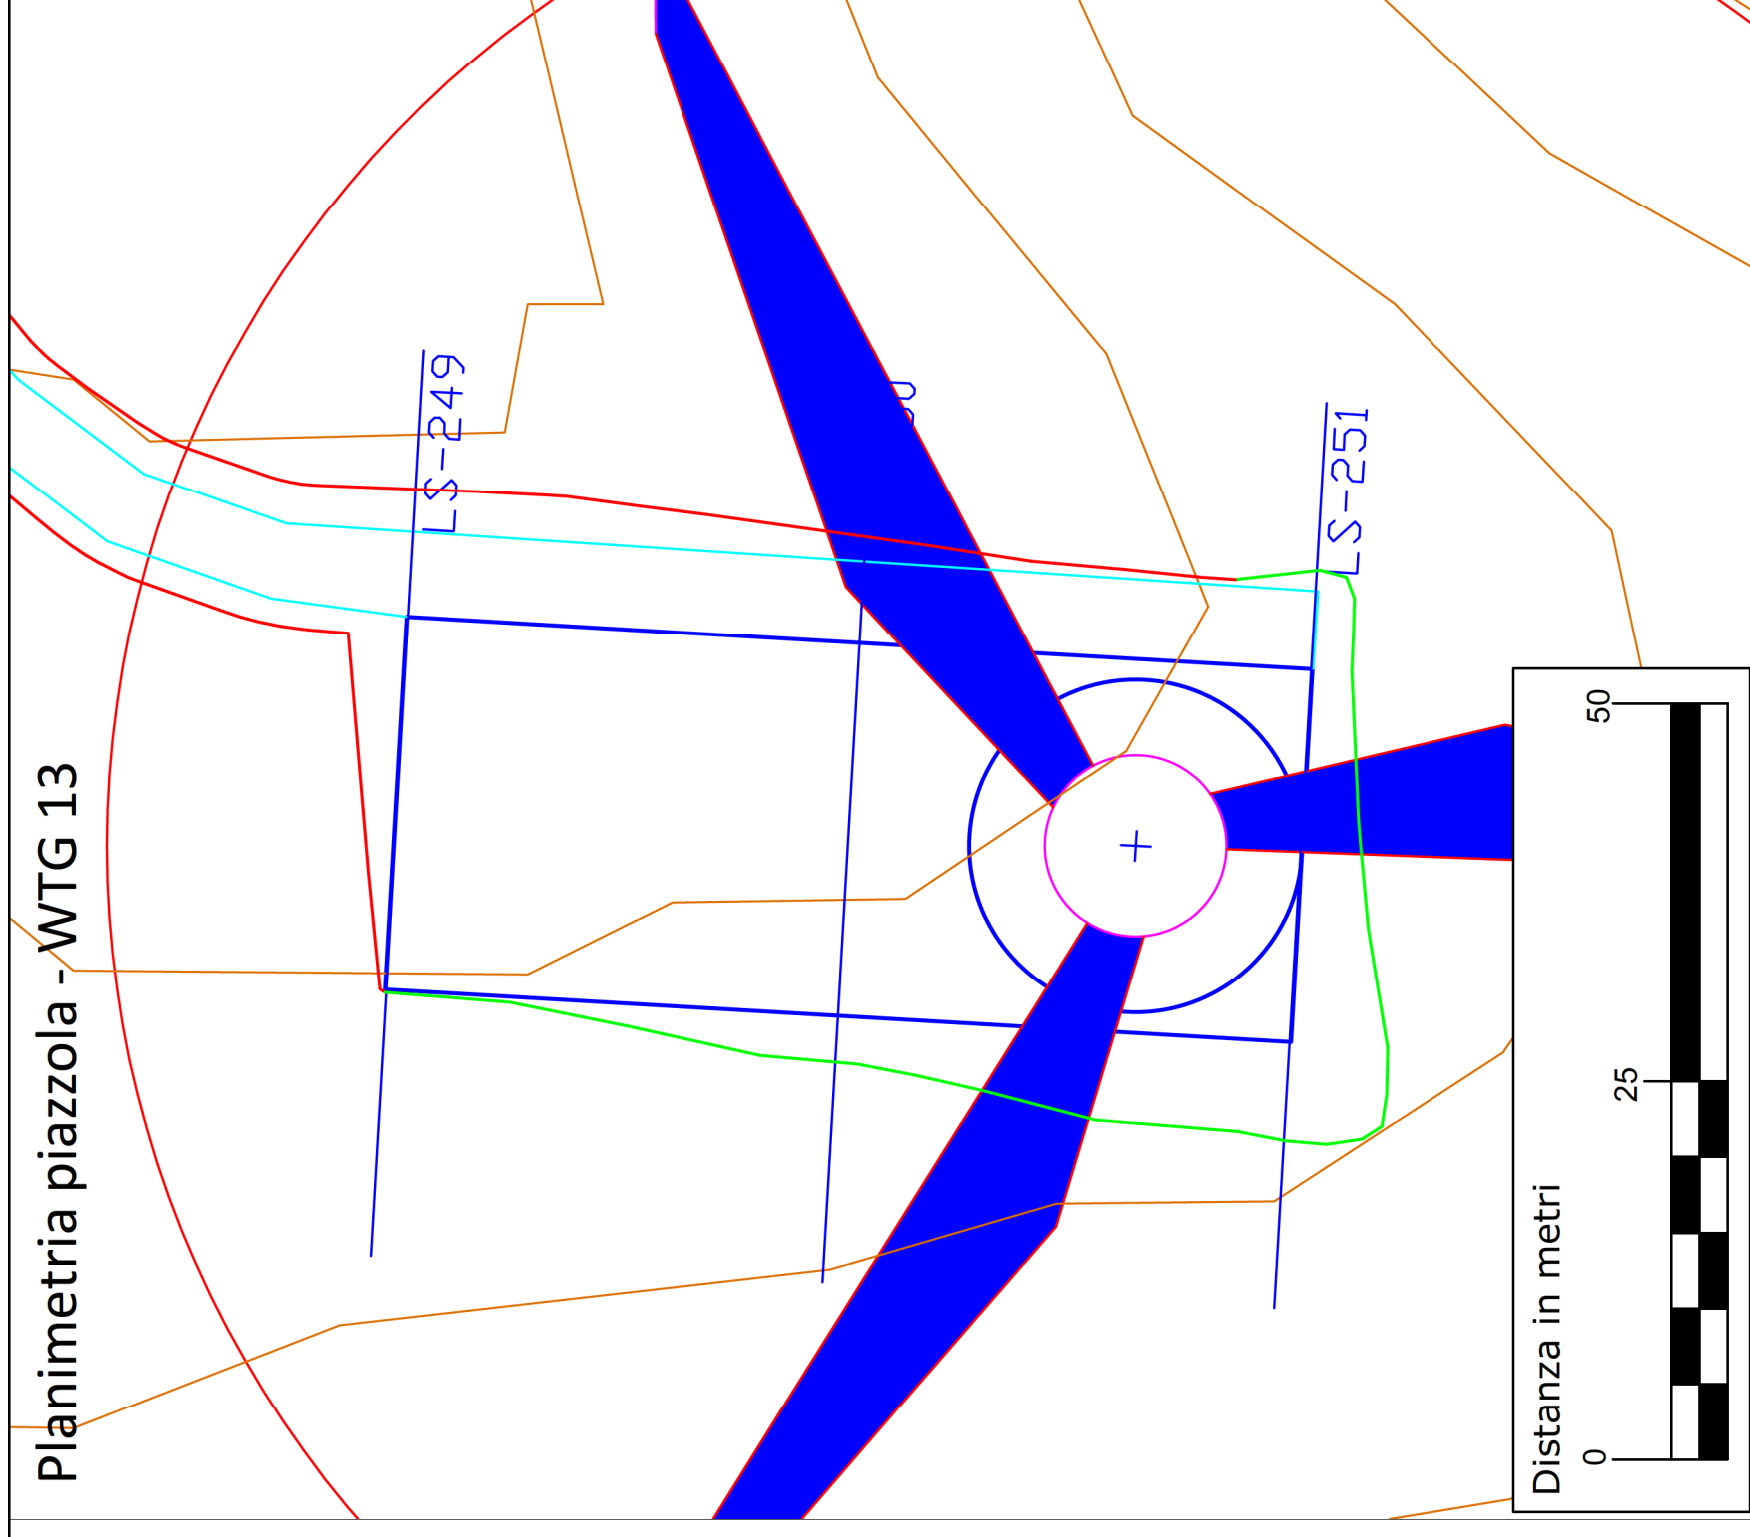 Planimetria piazzola - WTG 13
LS-249
LS-251
Distanza in metri
0
25
50